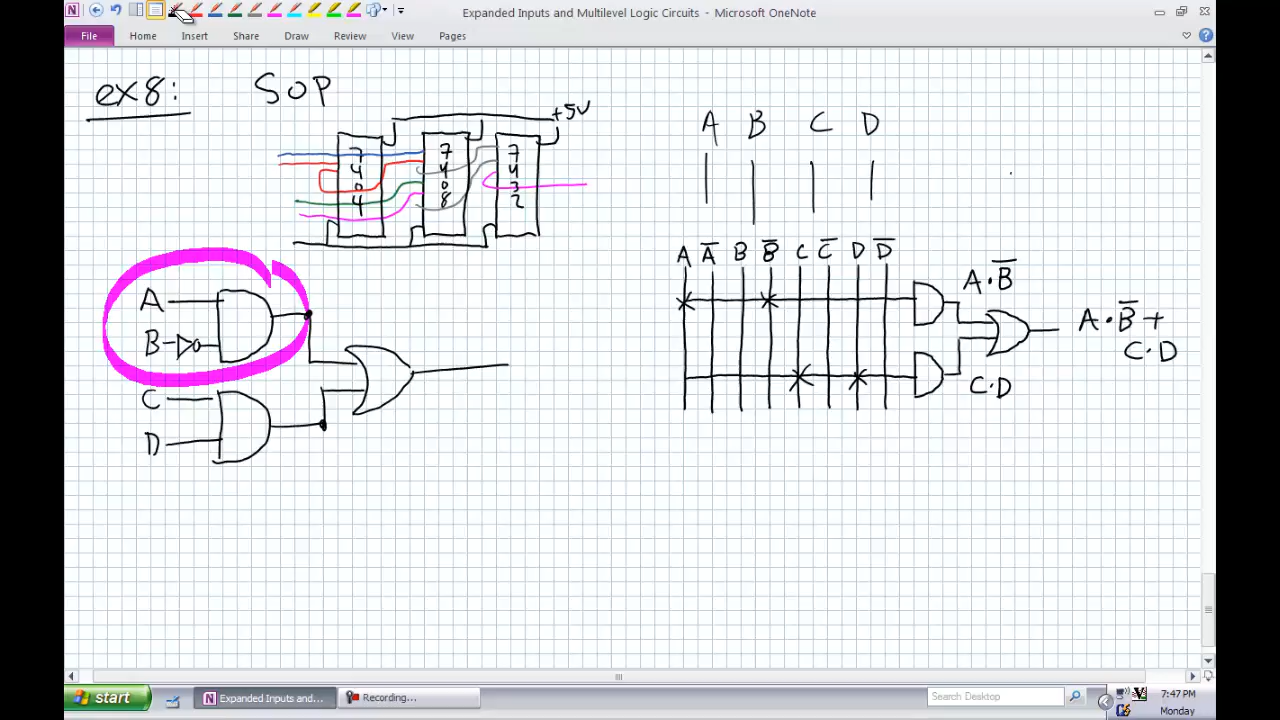 Expanded Inputs and Multilevel Logic Circuits - Microsoft OneNote
File Home Insert Share Draw Review View Pages
ex8: SOP
+5V
7404
7408
7432
A B C D
A A̅ B B̅ C C̅ D D̅
A
B
C
D
A·B̅
C·D
A·B̅ +
C·D
start
Expanded Inputs and...
Recording...
Search Desktop
7:47 PM
Monday